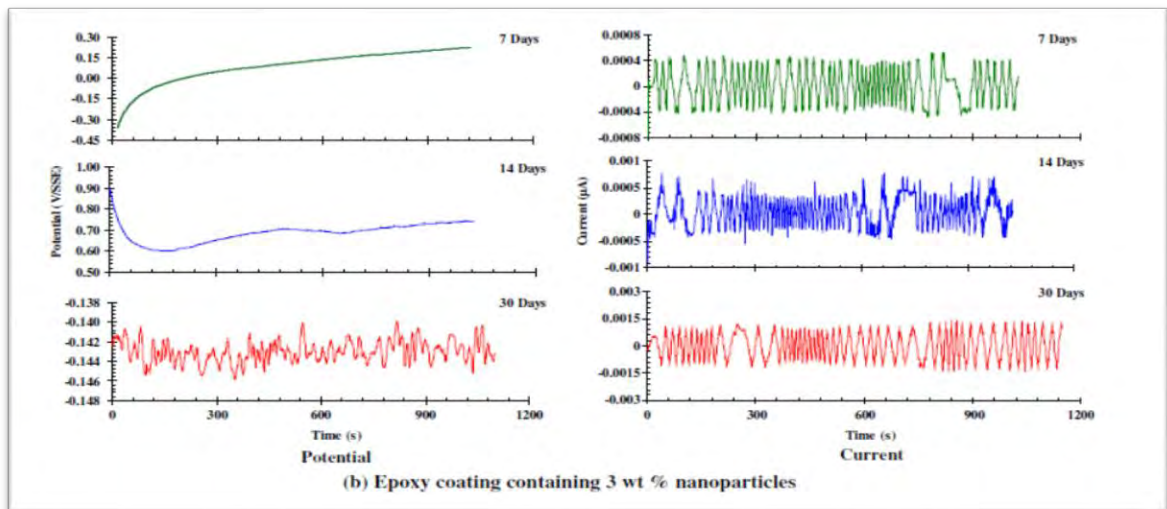 0.30
0.15
0.00
-0.15
-0.30
-0.45
7 Days
1.00
0.90
0.80
0.70
0.60
0.50
14 Days
Potential (V/SSE)
-0.138
-0.140
-0.142
-0.144
-0.146
-0.148
30 Days
0 300 600 900 1200
Time (s)
Potential
0.0008
0.0004
0
-0.0004
-0.0008
7 Days
0.001
0.0005
0
-0.0005
-0.001
14 Days
Current (µA)
0.003
0.0015
0
-0.0015
-0.003
30 Days
0 300 600 900 1200
Time (s)
Current
(b) Epoxy coating containing 3 wt % nanoparticles